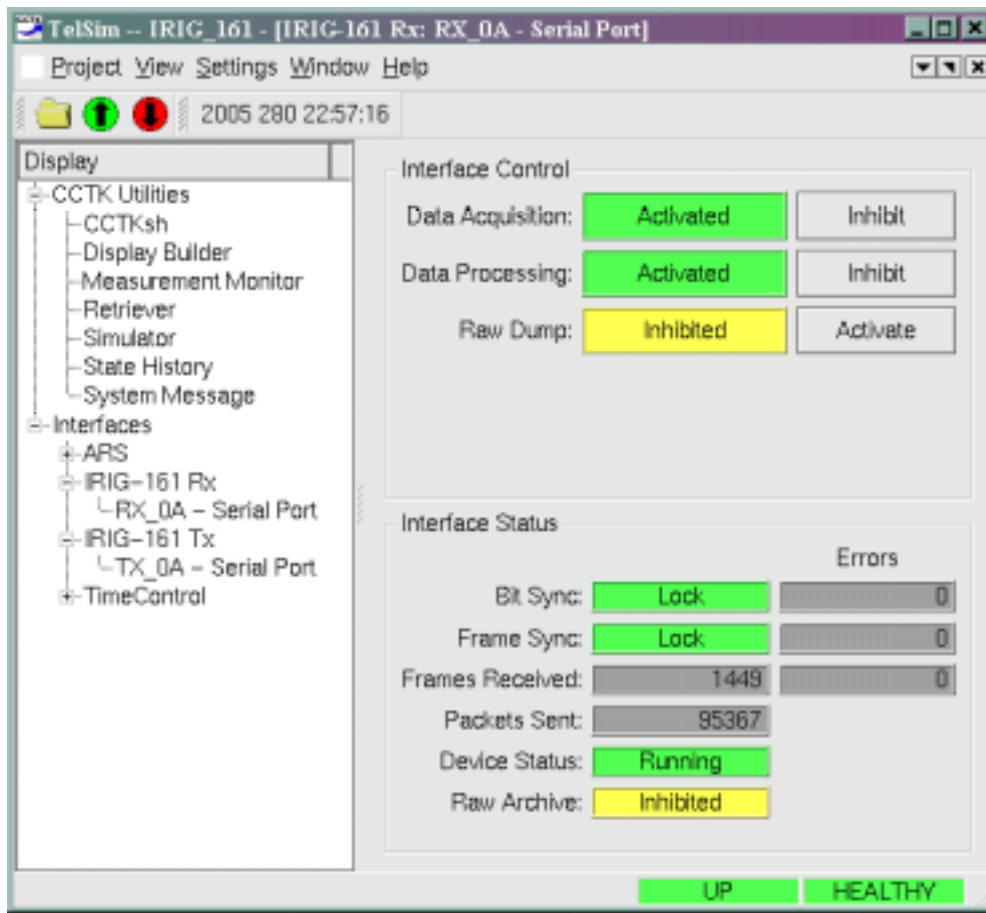 TelSim -- IRIG_161 - [IRIG-161 Rx: RX_0A - Serial Port]
Project View Settings Window Help
2005 280 22:57:16
Display
CCTK Utilities
CCTKsh
Display Builder
Measurement Monitor
Retriever
Simulator
State History
System Message
Interfaces
ARS
IRIG-161 Rx
RX_0A - Serial Port
IRIG-161 Tx
TX_0A - Serial Port
TimeControl
Interface Control
Data Acquisition: Activated Inhibit
Data Processing: Activated Inhibit
Raw Dump: Inhibited Activate
Interface Status
Errors
Bit Sync: Lock 0
Frame Sync: Lock 0
Frames Received: 1449 0
Packets Sent: 95367
Device Status: Running
Raw Archive: Inhibited
UP HEALTHY